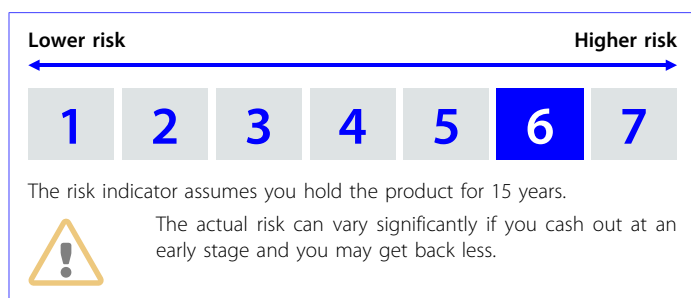 Lower risk Higher risk
1 2 3 4 5 6 7
The risk indicator assumes you hold the product for 15 years.
The actual risk can vary significantly if you cash out at an
early stage and you may get back less.